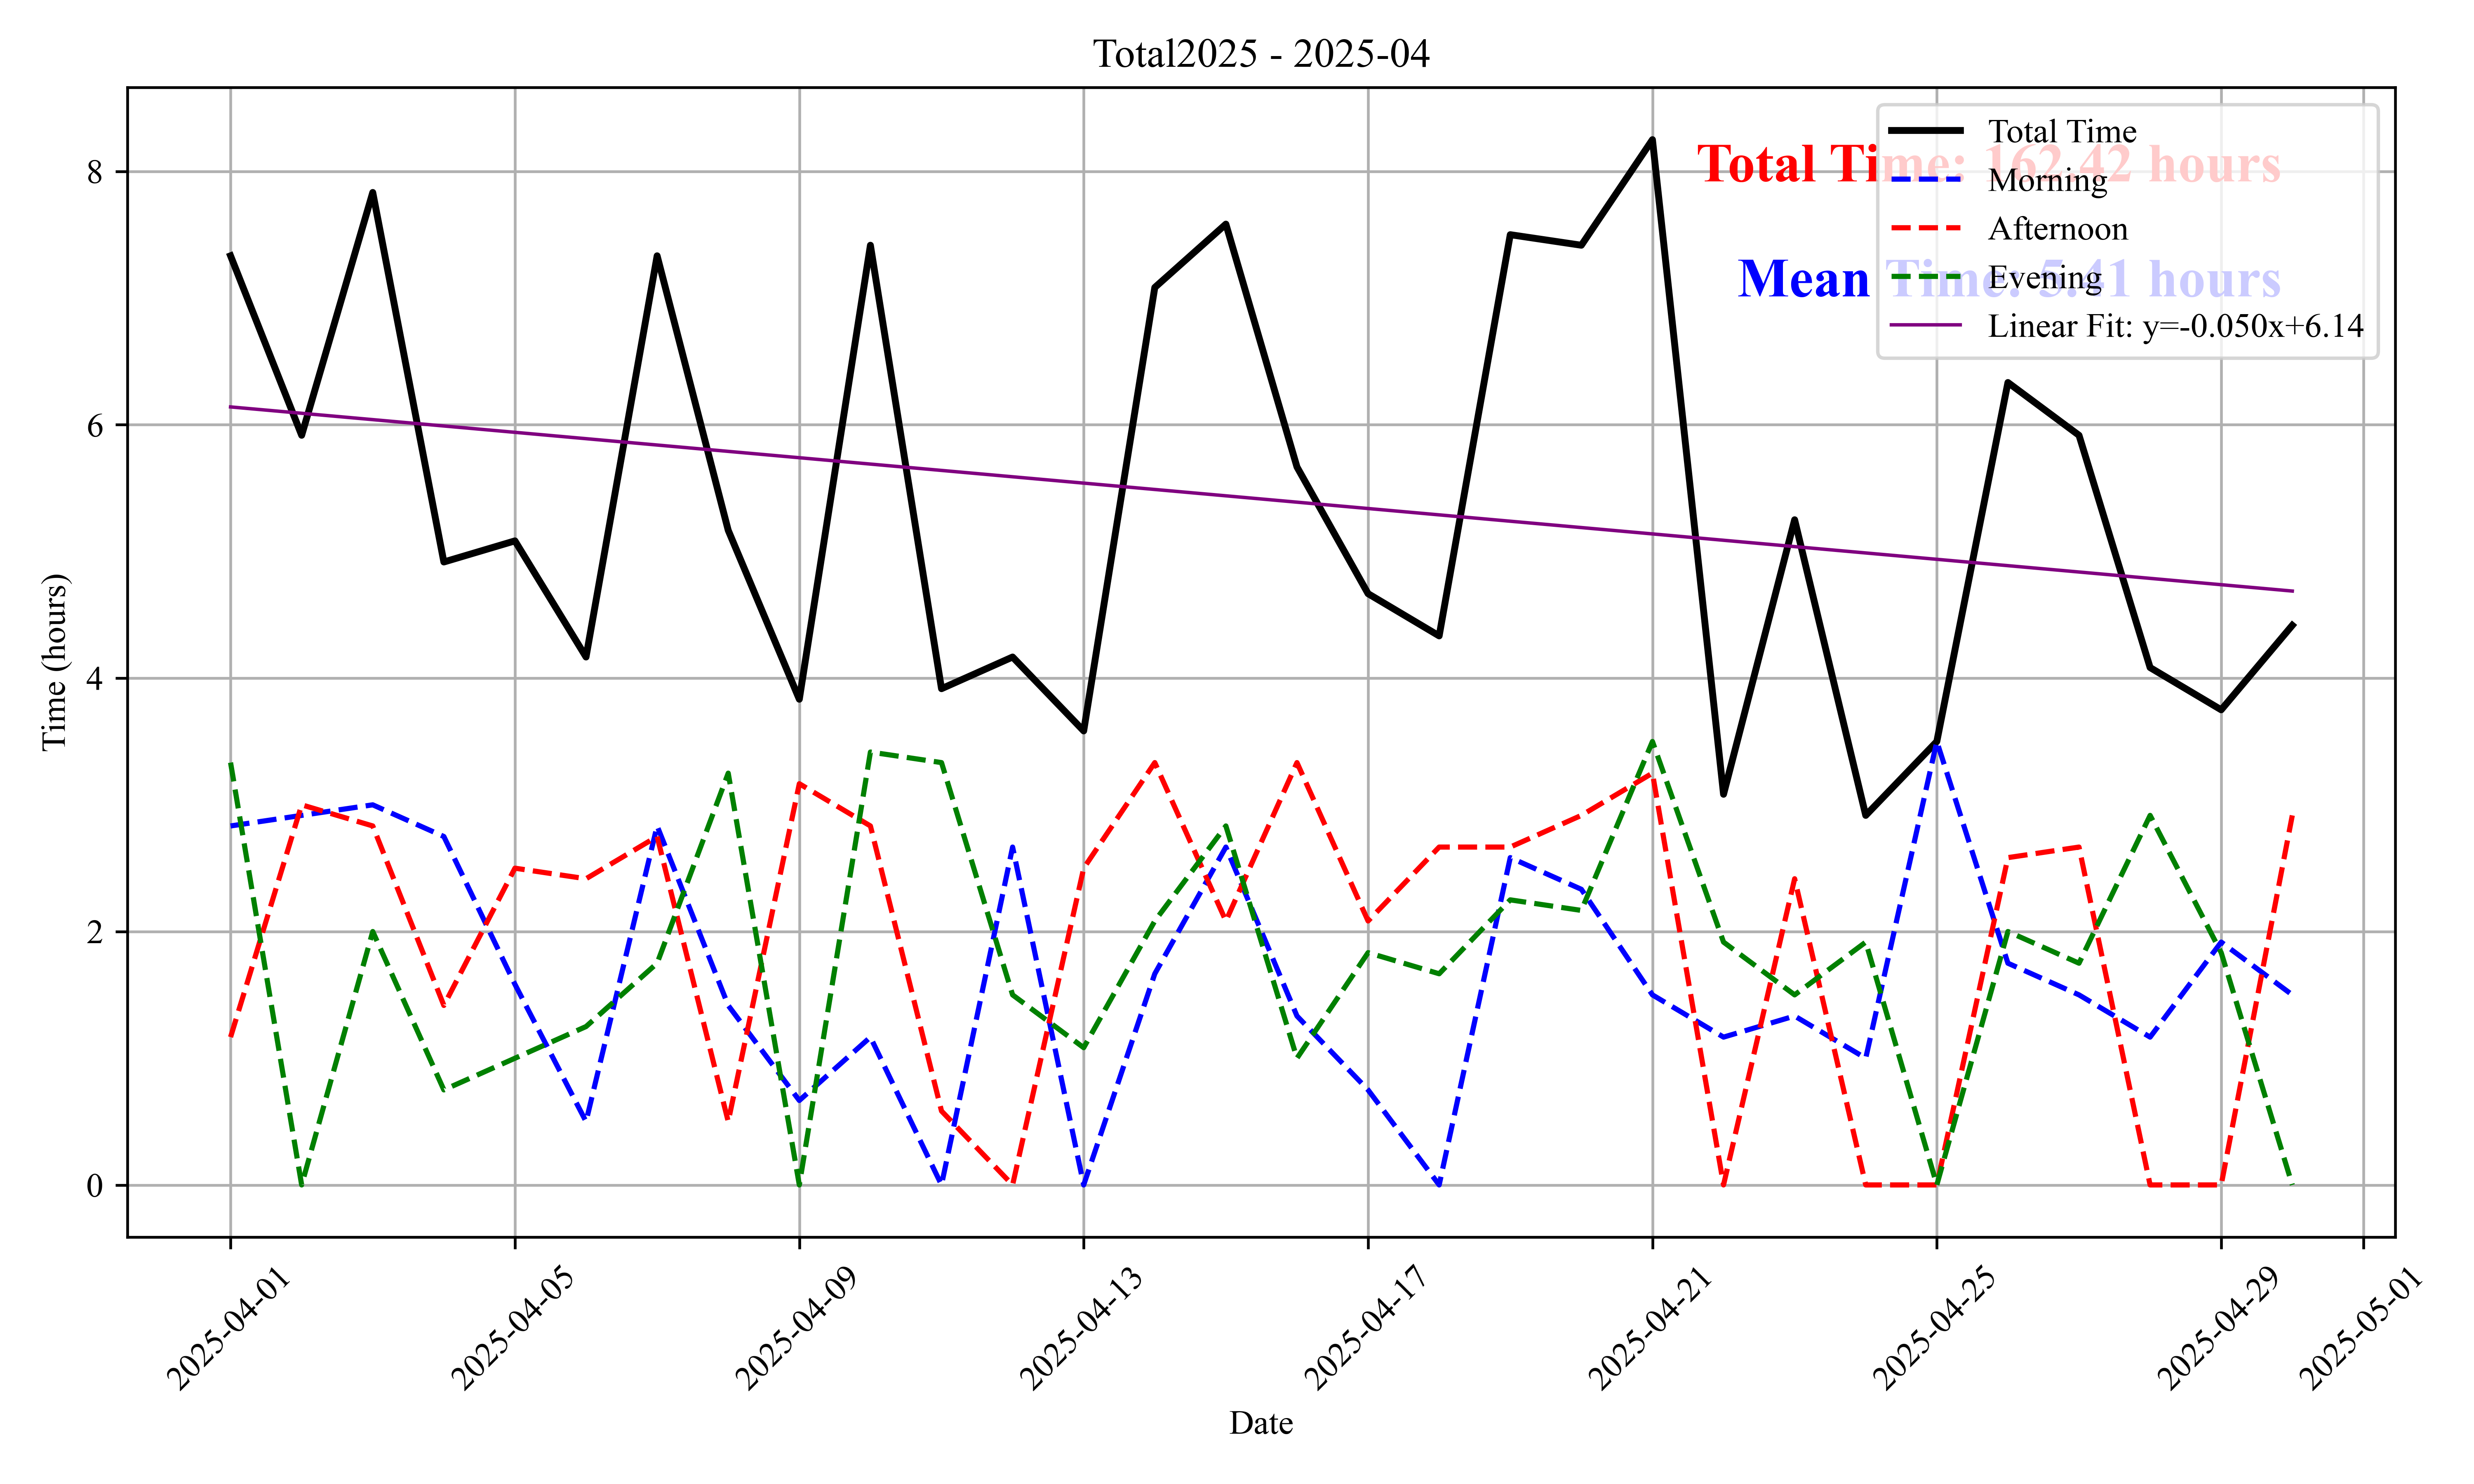 Total2025 - 2025-04
Total Time: 162.42 hours
Mean Time: 5.41 hours
Total Time
Morning
Afternoon
Evening
Linear Fit: y=-0.050x+6.14
Time (hours)
8
6
4
2
0
2025-04-01
2025-04-05
2025-04-09
2025-04-13
2025-04-17
2025-04-21
2025-04-25
2025-04-29
2025-05-01
Date